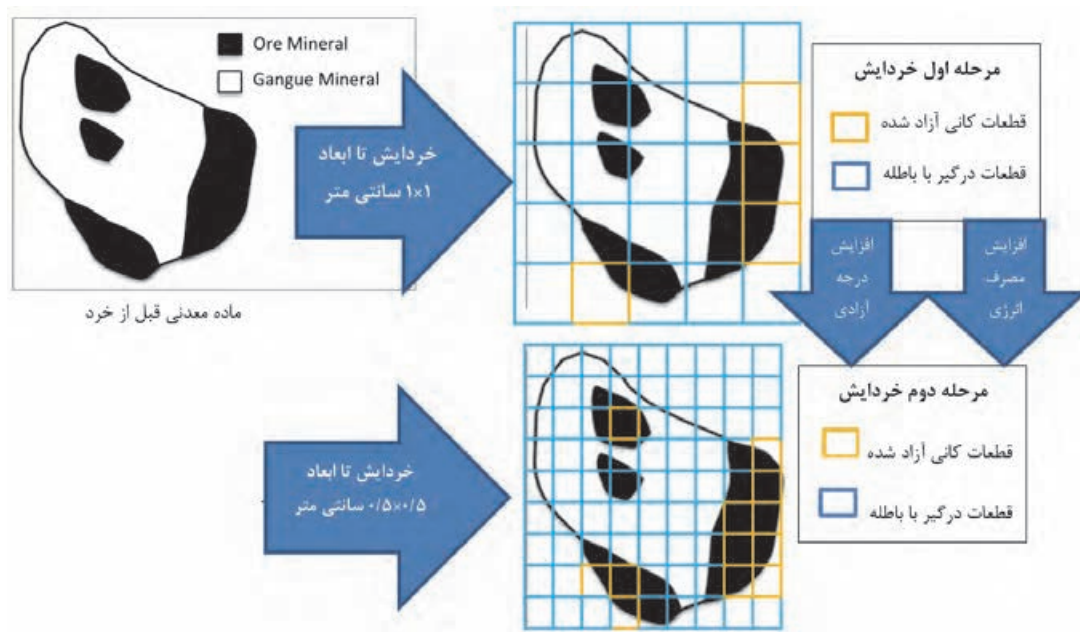 Ore Mineral
Gangue Mineral
ماده معدنی قبل از خرد
خردایش تا ابعاد
۱×۱ سانتی متر
مرحله اول خردایش
قطعات کانی آزاد شده
قطعات درگیر با باطله
افزایش
درجه
آزادی
افزایش
مصرف
انرژی
خردایش تا ابعاد
۰/۵×۰/۵ سانتی متر
مرحله دوم خردایش
قطعات کانی آزاد شده
قطعات درگیر با باطله